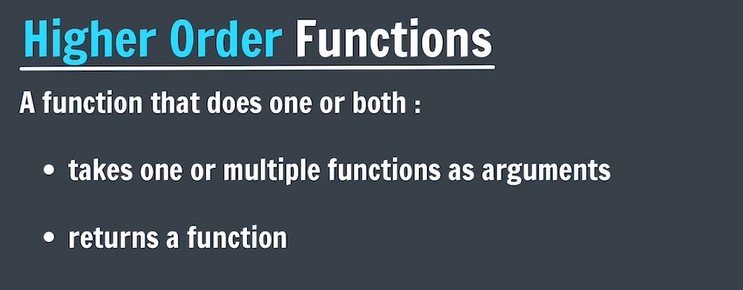 Higher Order Functions
A function that does one or both :
• takes one or multiple functions as arguments
• returns a function